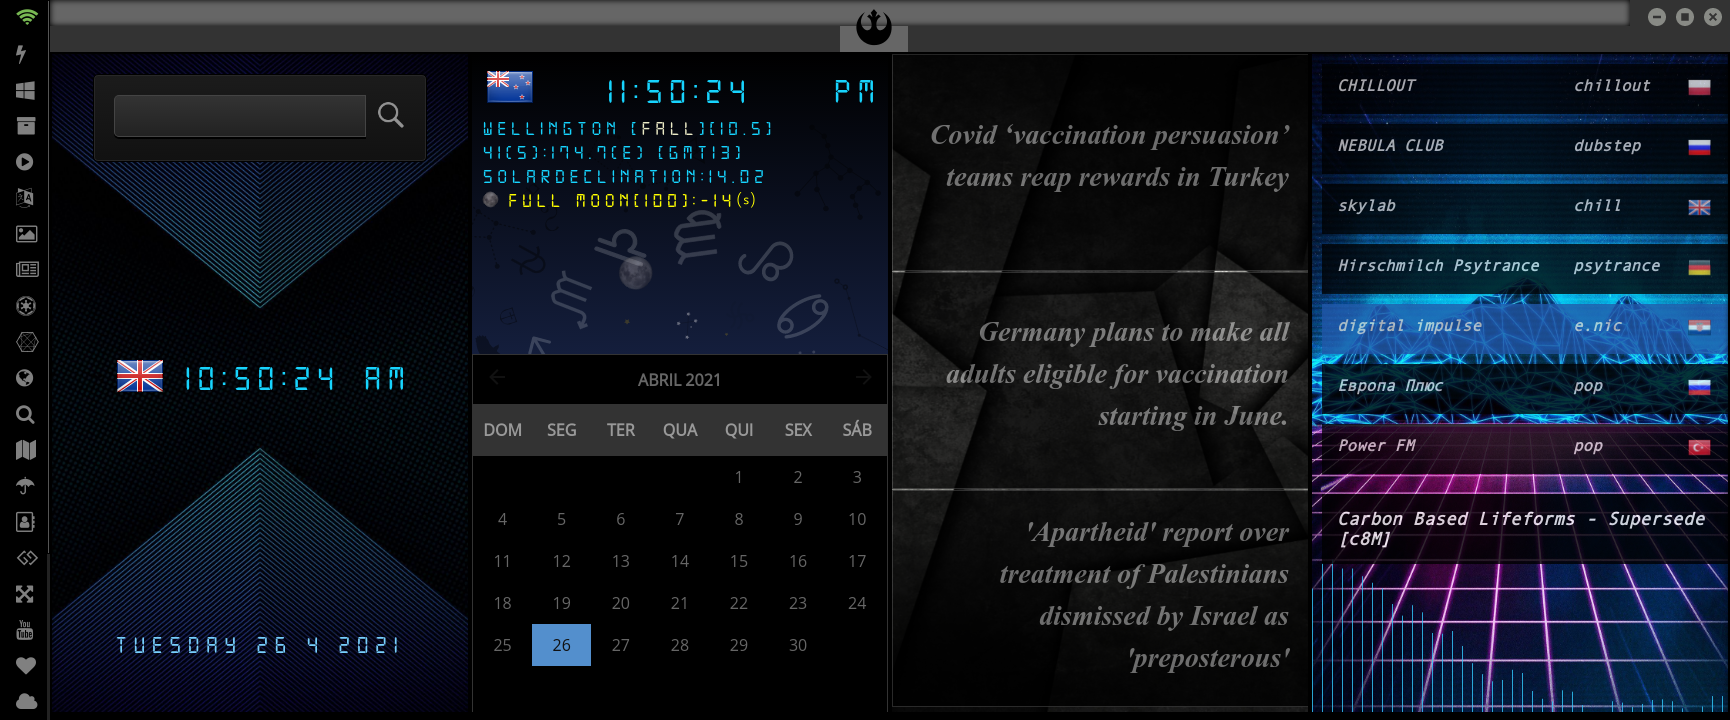 10:50:24 AM
TUESDAY 26 4 2021
11:50:24 PM
WELLINGTON [FALL][10.5]
41(S):174.7(E) [GMT13]
SOLARDECLINATION:14.02
FULL MOON[100]:-14(s)
ABRIL 2021
DOM SEG TER QUA QUI SEX SÁB
1 2 3
4 5 6 7 8 9 10
11 12 13 14 15 16 17
18 19 20 21 22 23 24
25 26 27 28 29 30
Covid ‘vaccination persuasion’
teams reap rewards in Turkey
Germany plans to make all
adults eligible for vaccination
starting in June.
'Apartheid' report over
treatment of Palestinians
dismissed by Israel as
'preposterous'
CHILLOUT chillout
NEBULA CLUB dubstep
skylab chill
Hirschmilch Psytrance psytrance
digital impulse e.nic
Европа Плюс pop
Power FM pop
Carbon Based Lifeforms - Supersede
[c8M]
You
Tube